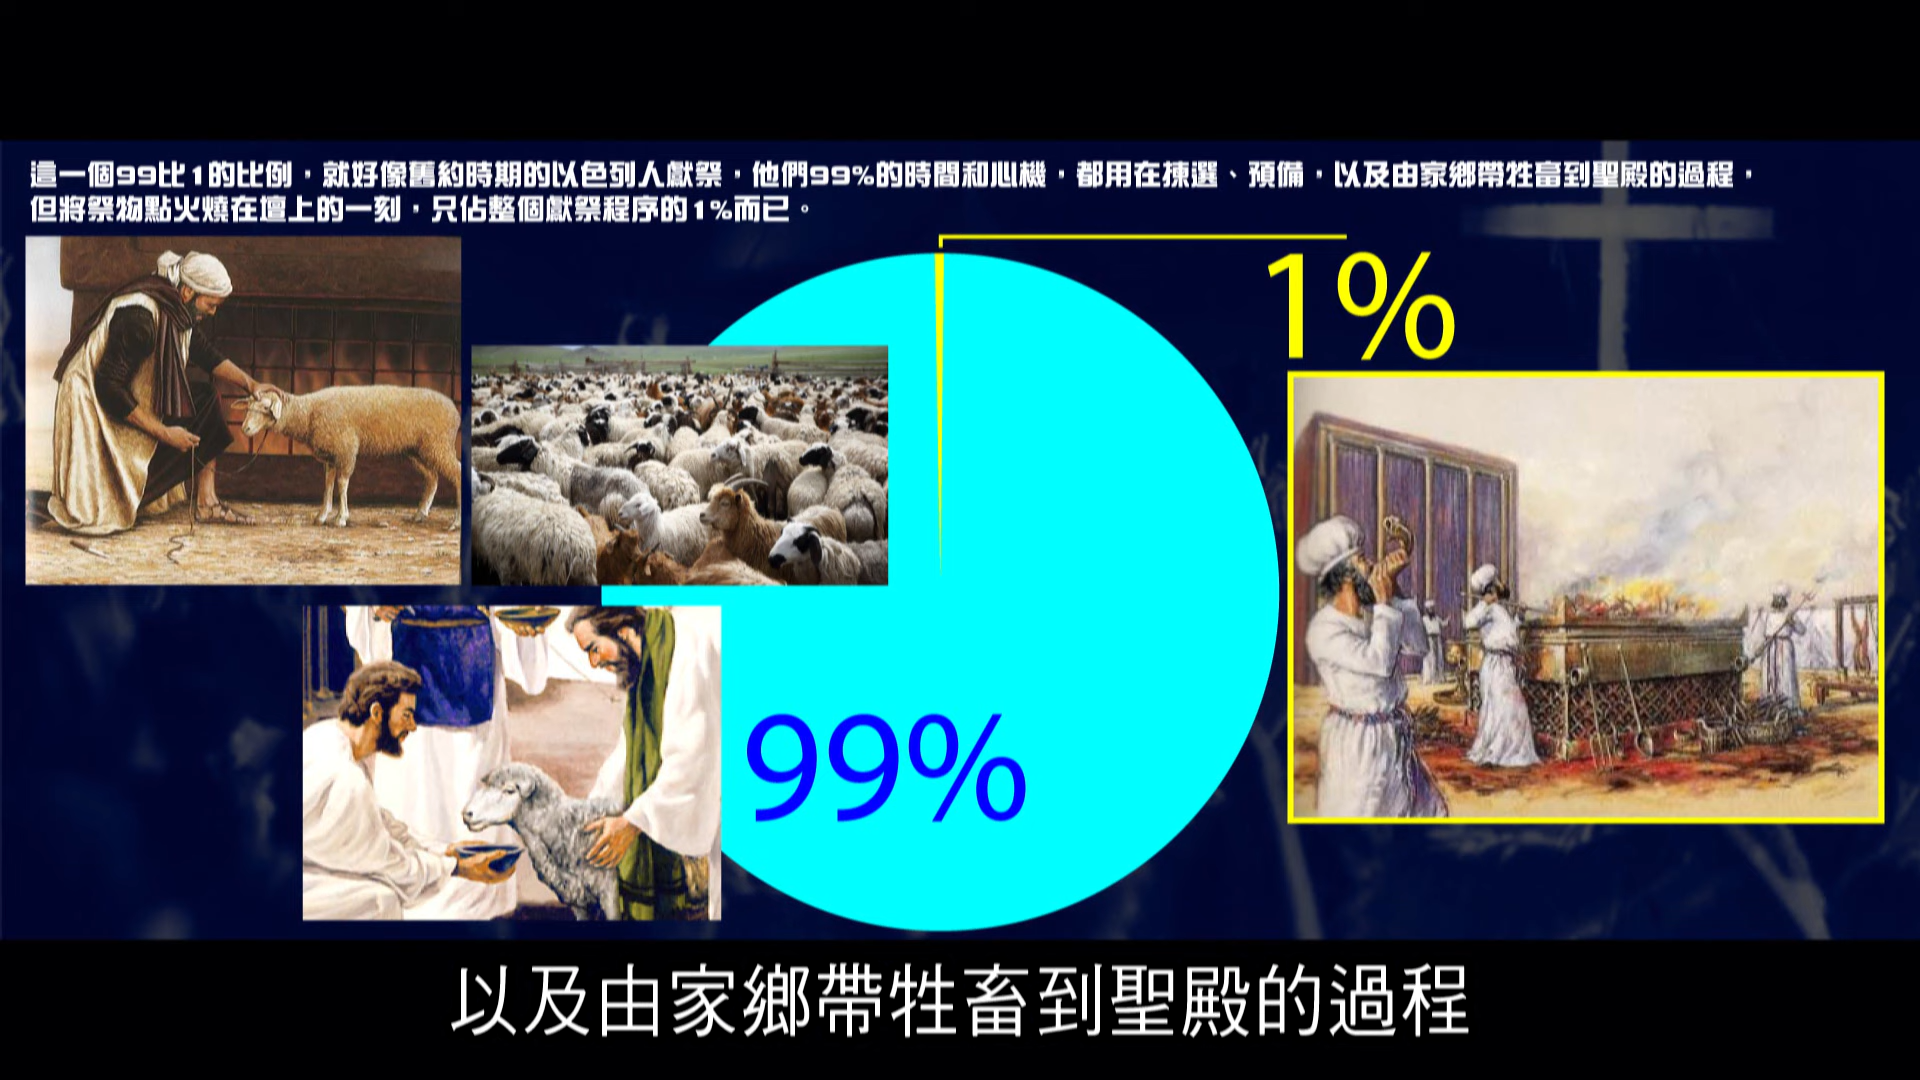 這一個99比1的比例，就好像舊約時期的以色列人獻祭，他們99%的時間和心機，都用在揀選、預備，以及由家鄉帶牲畜到聖殿的過程，
但將祭物點火燒在壇上的一刻，只佔整個獻祭程序的1%而已。
1%
99%
以及由家鄉帶牲畜到聖殿的過程